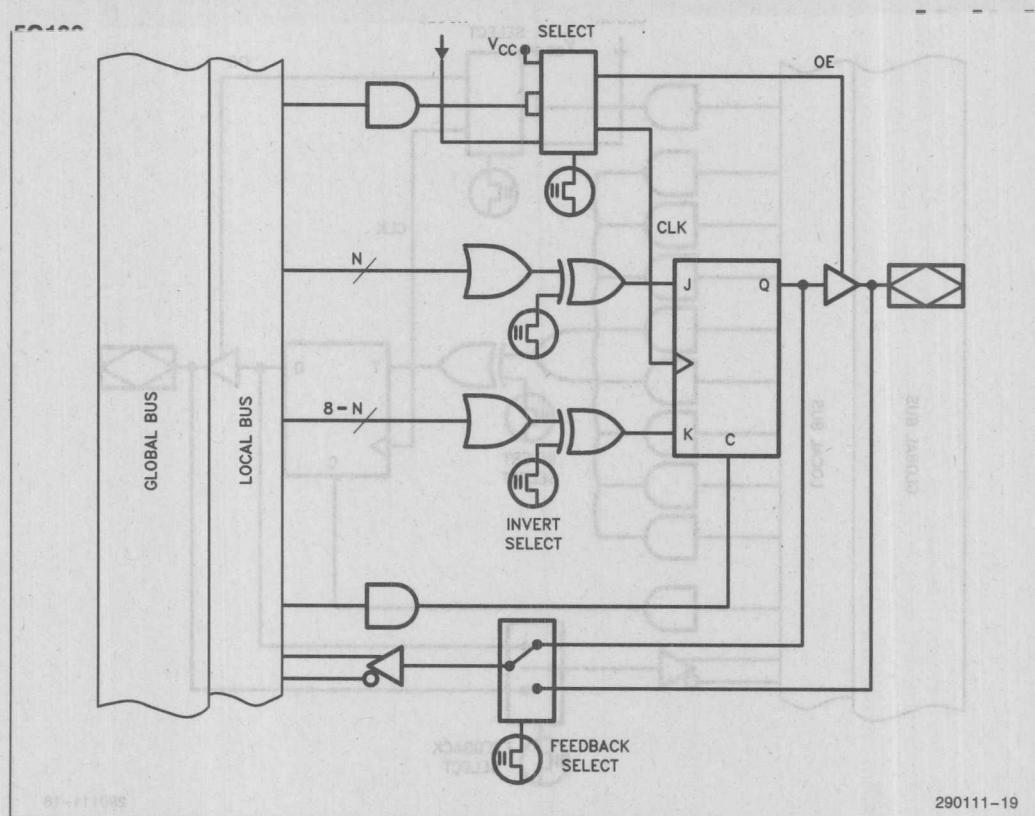 SELECT
VCC
OE
CLK
N
J
Q
8-N
K
C
GLOBAL BUS
LOCAL BUS
INVERT
SELECT
FEEDBACK
SELECT
290111-19